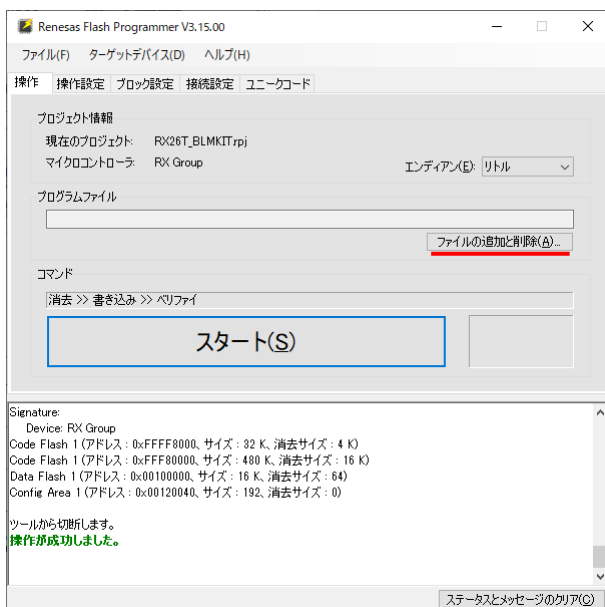 Renesas Flash Programmer V3.15.00
ファイル(F) ターゲットデバイス(D) ヘルプ(H)
操作 操作設定 ブロック設定 接続設定 ユニークコード
プロジェクト情報
現在のプロジェクト: RX26T_BLMKIT.rpj
マイクロコントローラ: RX Group
エンディアン(E): リトル
プログラムファイル
ファイルの追加と削除(A)...
コマンド
消去 >> 書き込み >> ベリファイ
スタート(S)
Signature:
Device: RX Group
Code Flash 1 (アドレス : 0xFFFF8000、サイズ : 32 K、消去サイズ : 4 K)
Code Flash 1 (アドレス : 0xFFF80000、サイズ : 480 K、消去サイズ : 16 K)
Data Flash 1 (アドレス : 0x00100000、サイズ : 16 K、消去サイズ : 64)
Config Area 1 (アドレス : 0x00120040、サイズ : 192、消去サイズ : 0)
ツールから切断します。
操作が成功しました。
ステータスとメッセージのクリア(C)